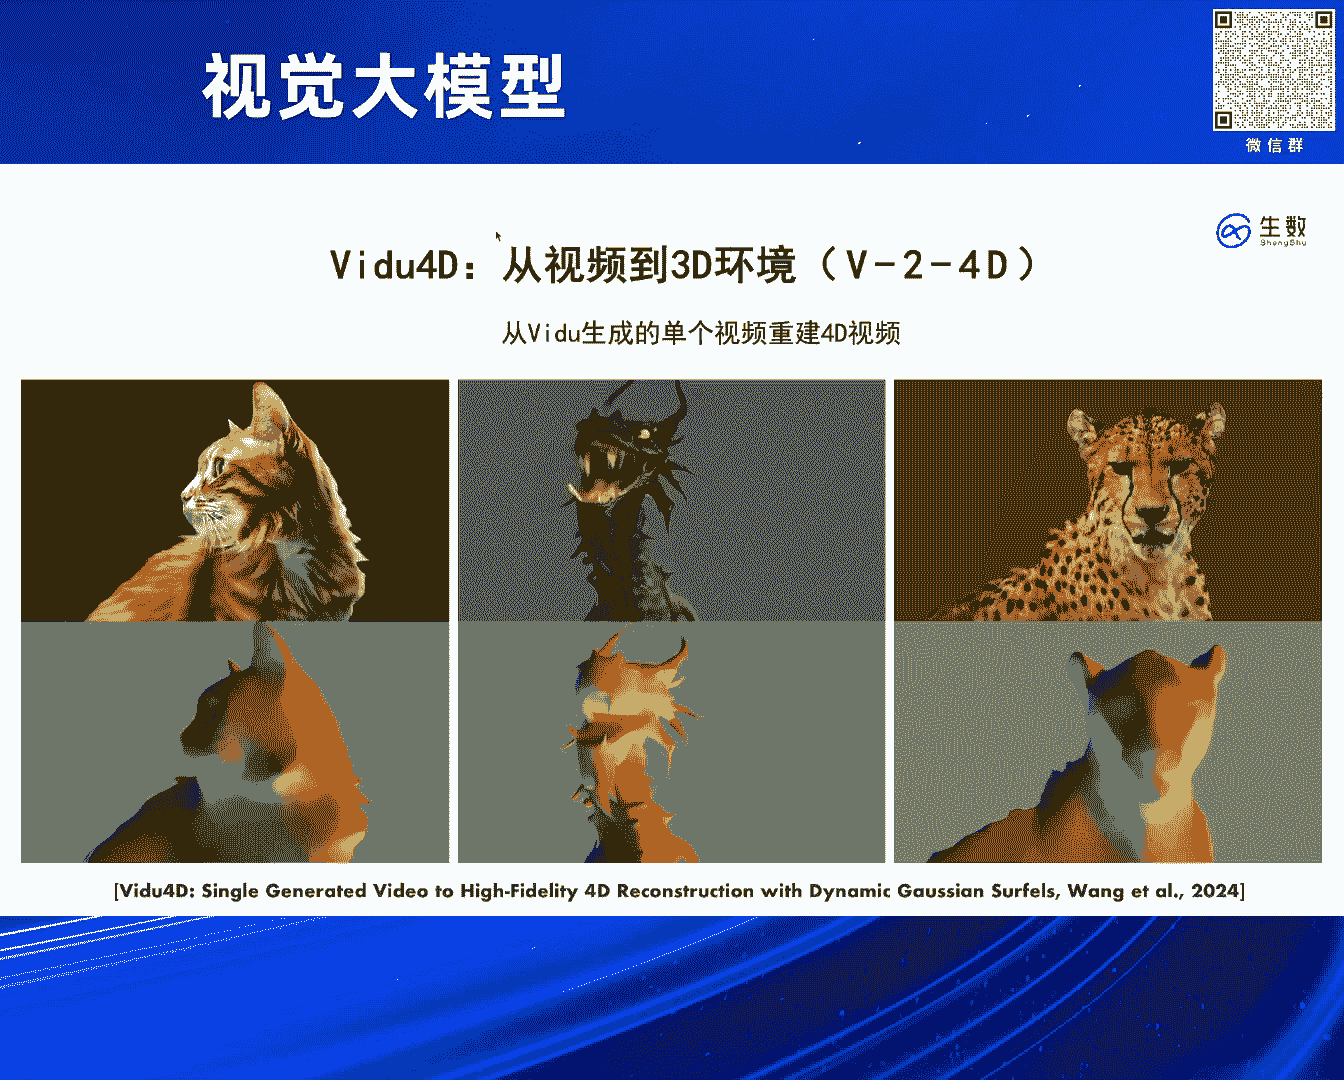 视觉大模型
微信群
生数
ShengShu
Vidu4D：从视频到3D环境（V-2-4D）
从Vidu生成的单个视频重建4D视频
[Vidu4D: Single Generated Video to High-Fidelity 4D Reconstruction with Dynamic Gaussian Surfels, Wang et al., 2024]